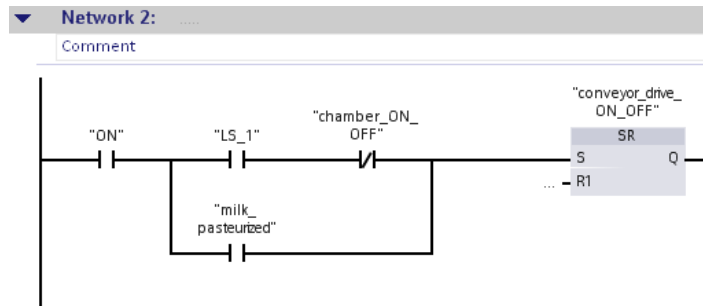 Network 2: .....
Comment
"conveyor_drive_
ON_OFF"
"chamber_ON_
OFF"
"ON"
"LS_1"
SR
S
Q
... R1
"milk_
pasteurized"